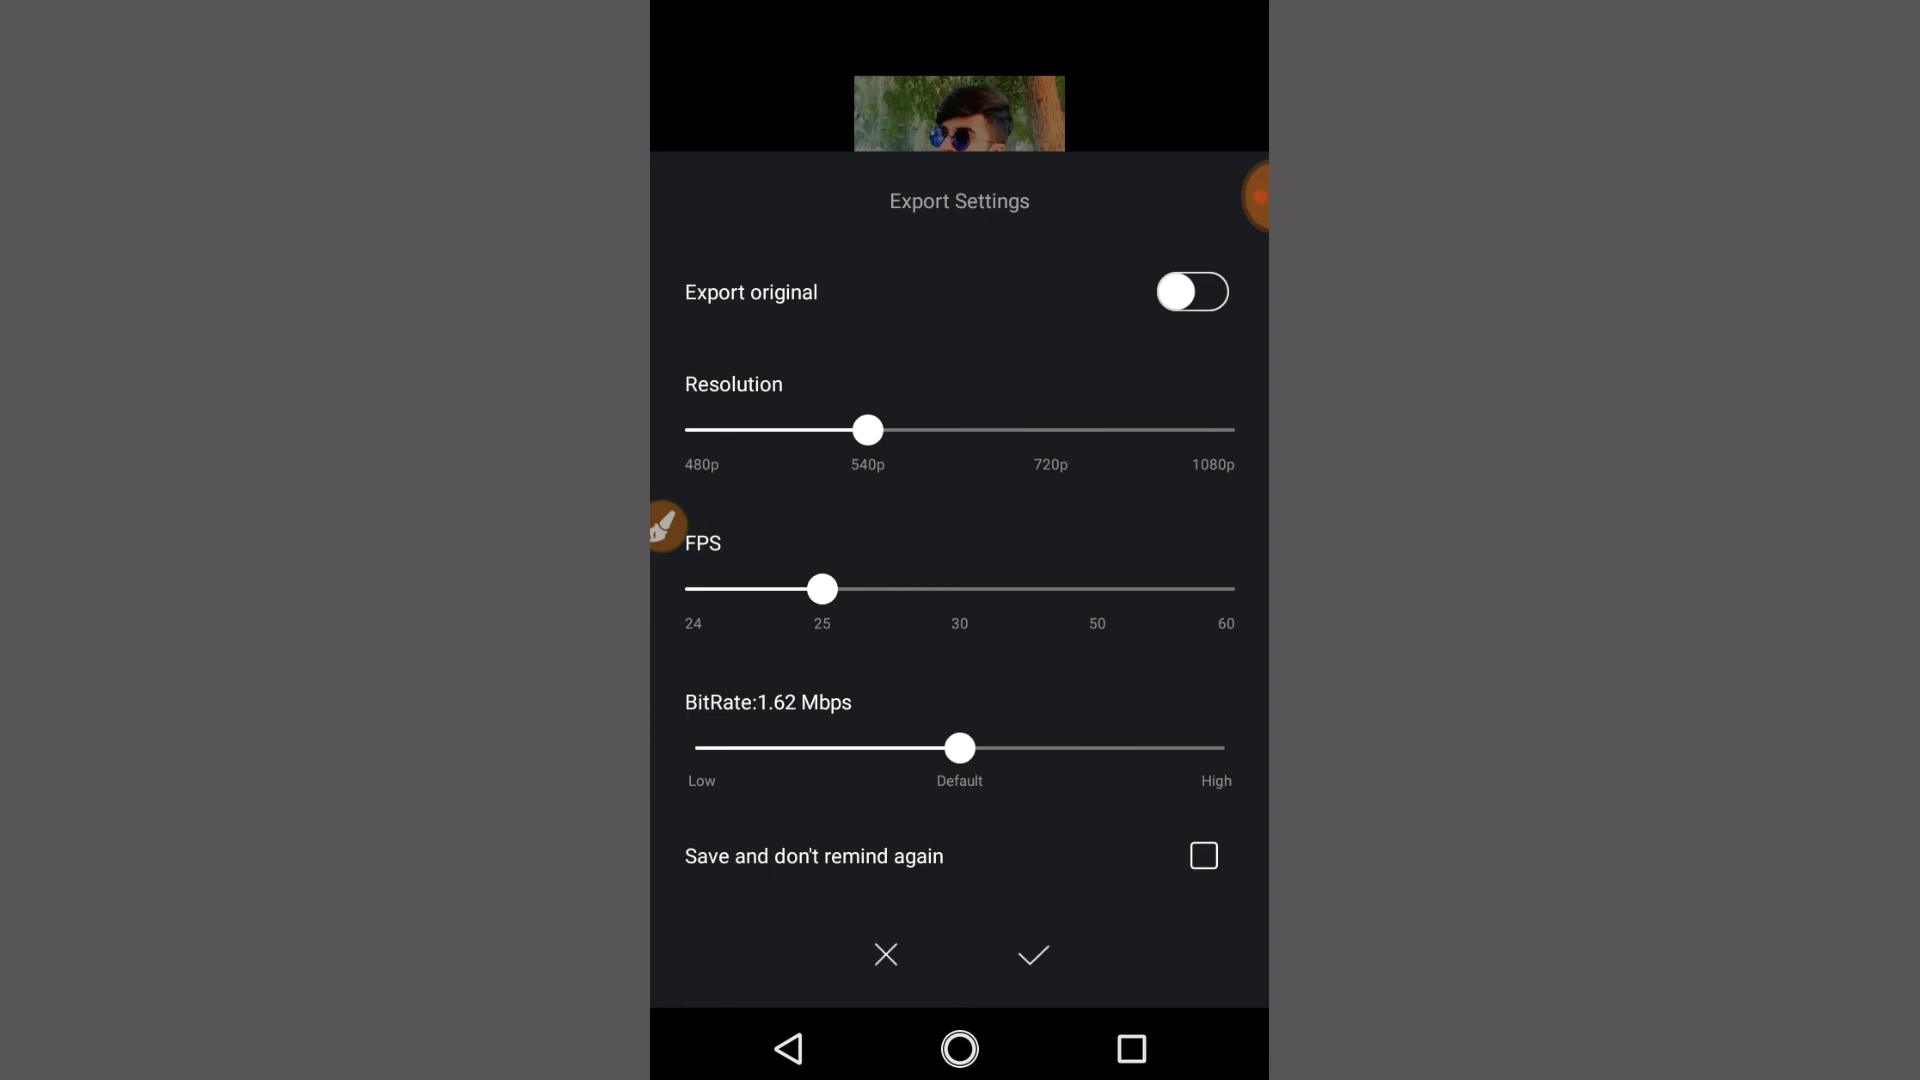 Export Settings
Export original
Resolution
480p 540p 720p 1080p
FPS
24 25 30 50 60
BitRate:1.62 Mbps
Low Default High
Save and don't remind again